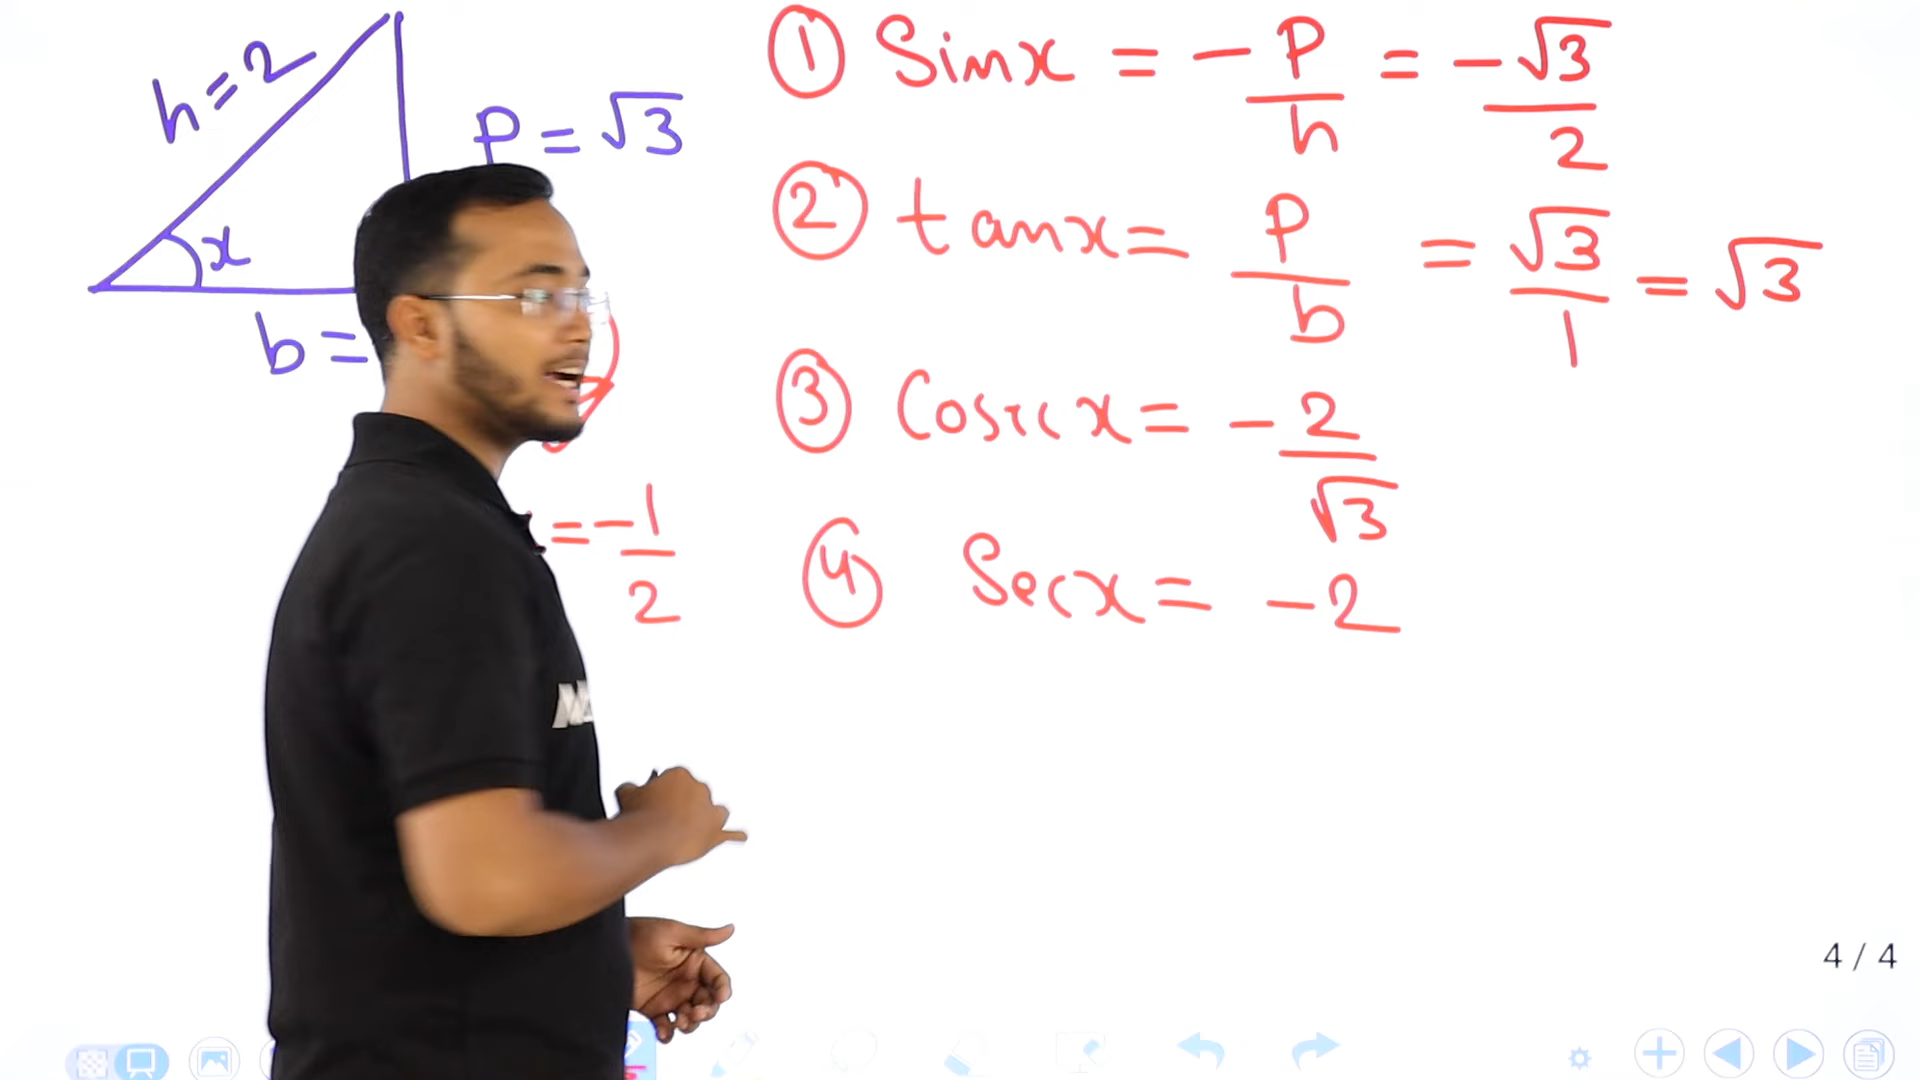 h = 2
P = √3
x
b =
= -1/2
① Sinx = -P/h = -√3/2
② tanx = P/b = √3/1 = √3
③ Cosecx = -2/√3
④ Secx = -2
4 / 4